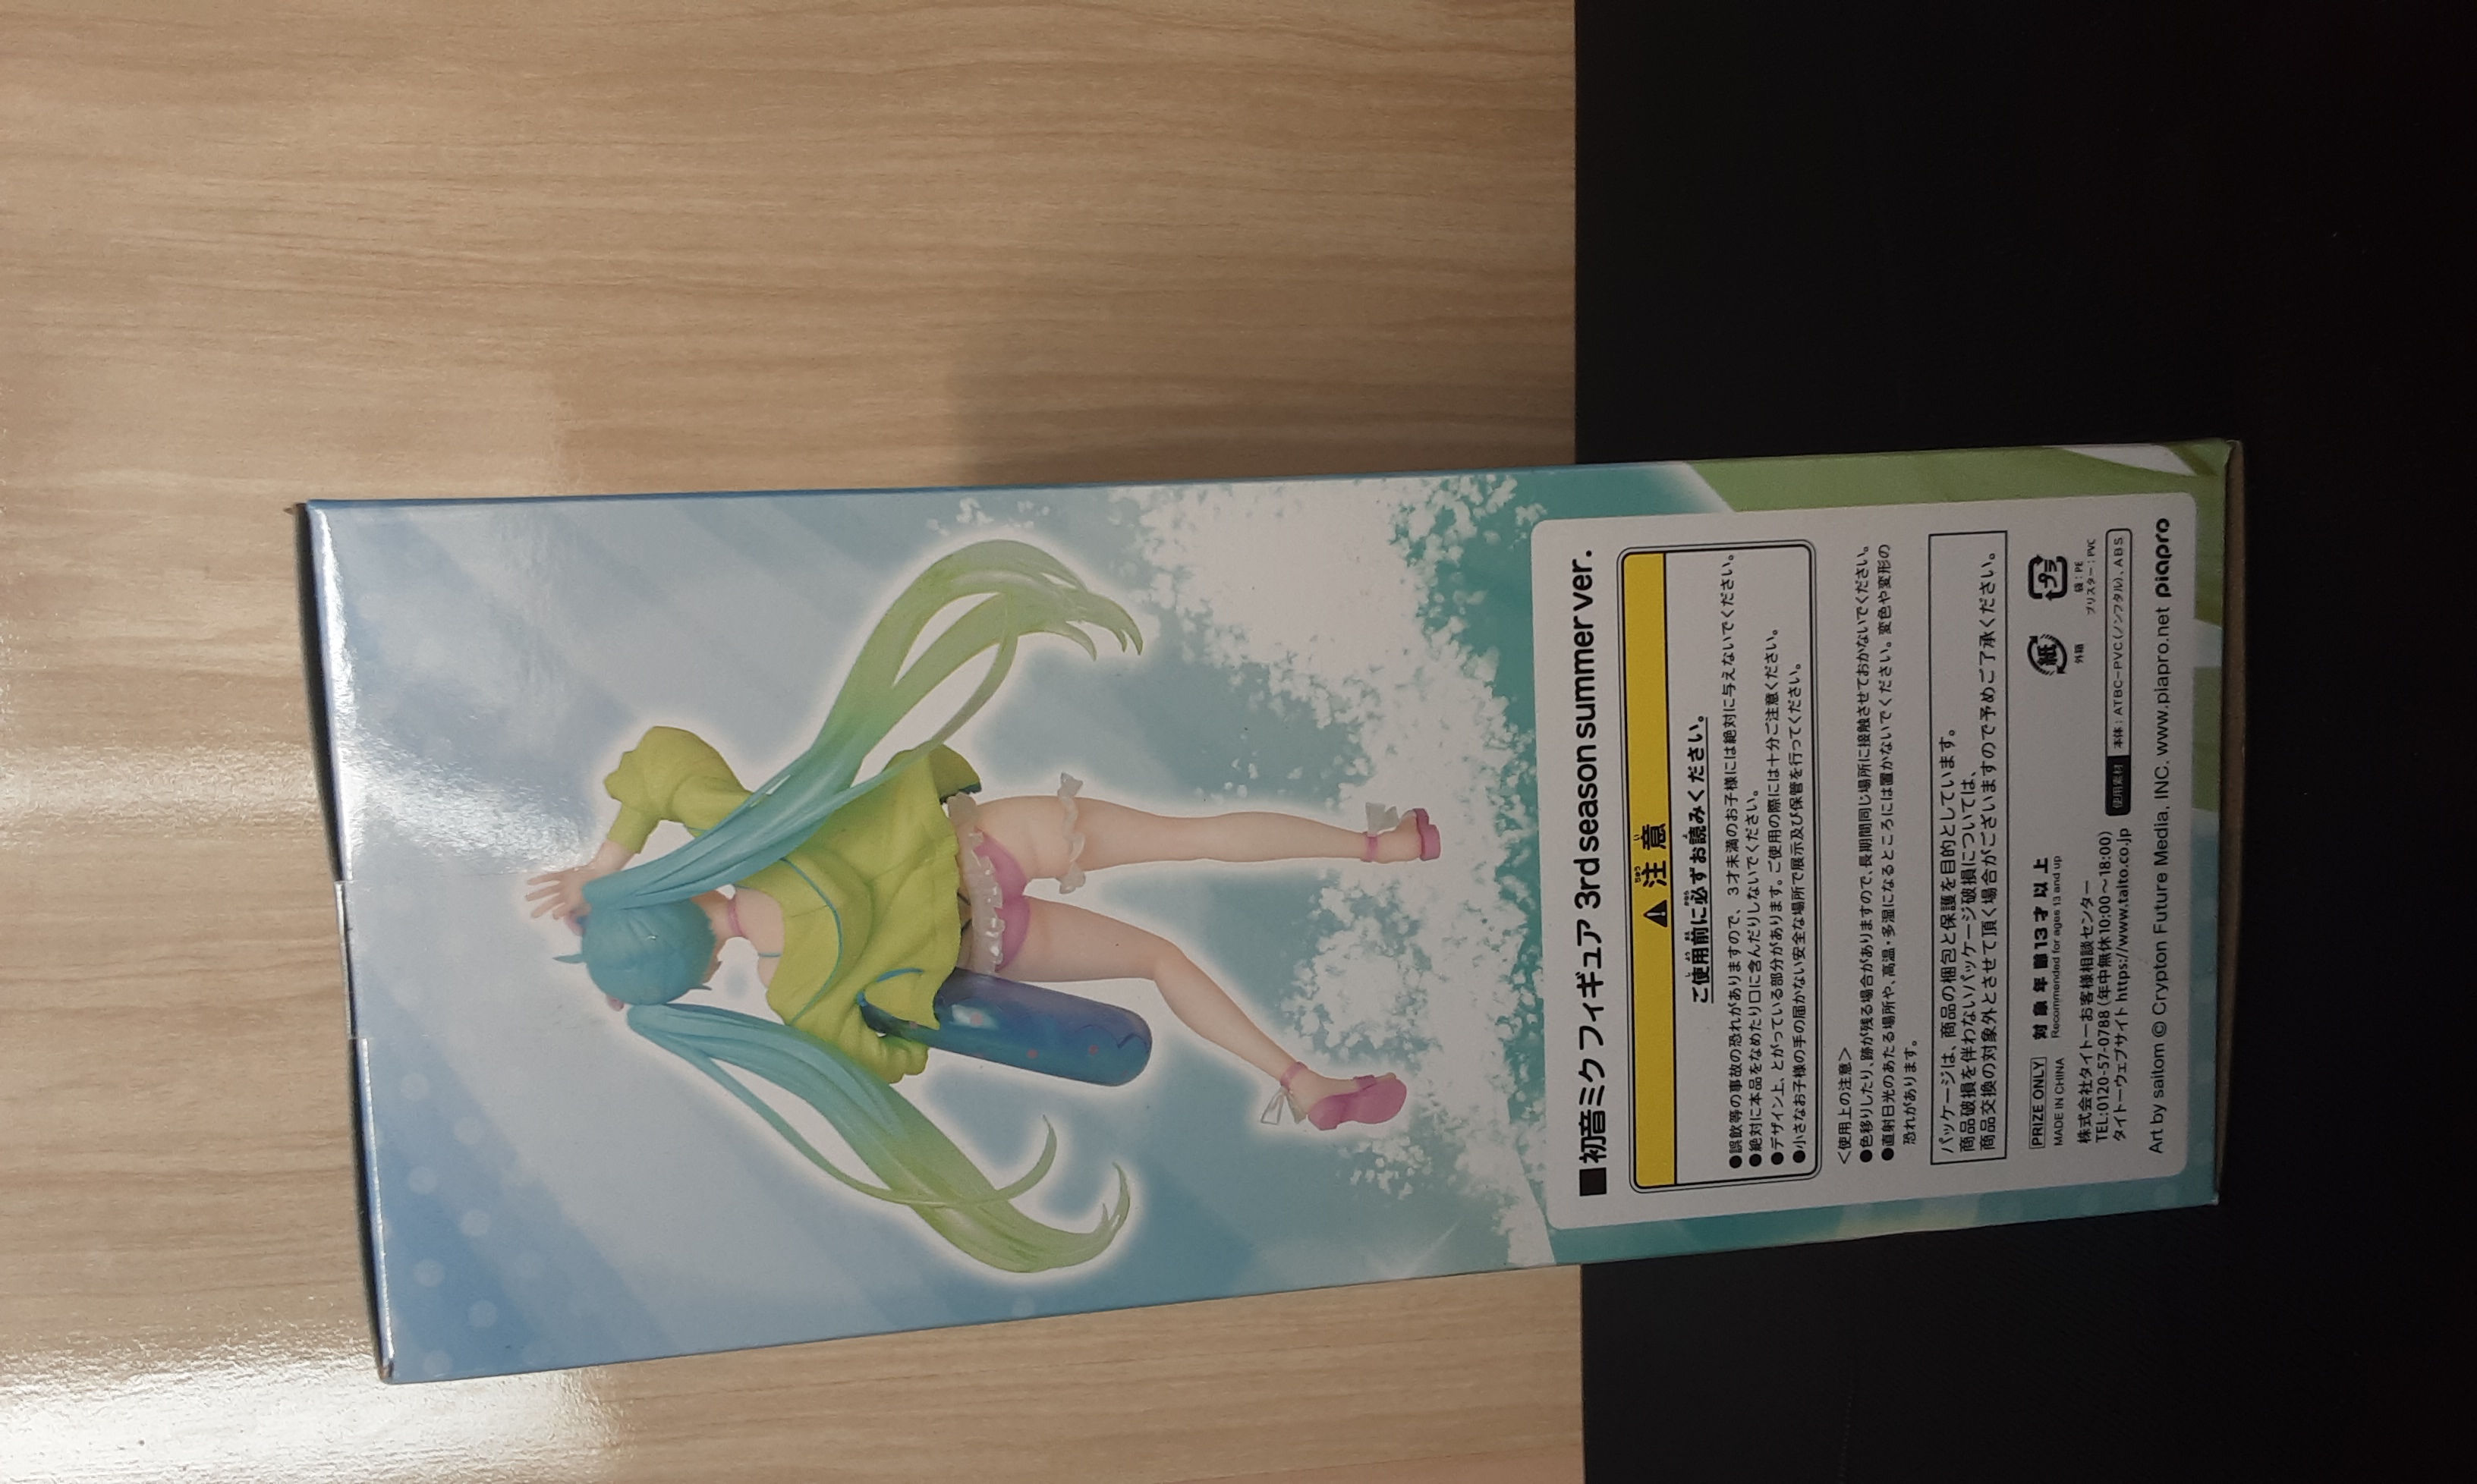 ■初音ミク フィギュア 3rd season summer ver.
⚠ 注意
ちゅう い
ご使用前に必ずお読みください。
し よう まえ かなら よ
●誤飲等の事故の恐れがありますので、3才未満のお子様には絶対に与えないでください。
●絶対に本品をなめたり口に含んだりしないでください。
●デザイン上、とがっている部分があります。ご使用の際には十分ご注意ください。
●小さなお子様の手の届かない安全な場所で展示及び保管を行ってください。
＜使用上の注意＞
●色移りしたり、跡が残る場合がありますので、長期間同じ場所に接触させておかないでください。
●直射日光のあたる場所や、高温・多湿になるところには置かないでください。変色や変形の
恐れがあります。
パッケージは、商品の梱包と保護を目的としています。
商品破損を伴わないパッケージ破損については、
商品交換の対象外とさせて頂く場合がございますので予めご了承ください。
PRIZE ONLY 対象年齢13才以上
MADE IN CHINA Recommended for ages 13 and up
紙 プラ
外箱 袋：PE
ブリスター：PVC
株式会社タイトーお客様相談センター
TEL:0120-57-0788（年中無休10:00～18:00）
タイトーウェブサイト https://www.taito.co.jp
使用素材 本体：ATBC-PVC（ノンフタル）、ABS
Art by saitom © Crypton Future Media, INC. www.piapro.net piapro